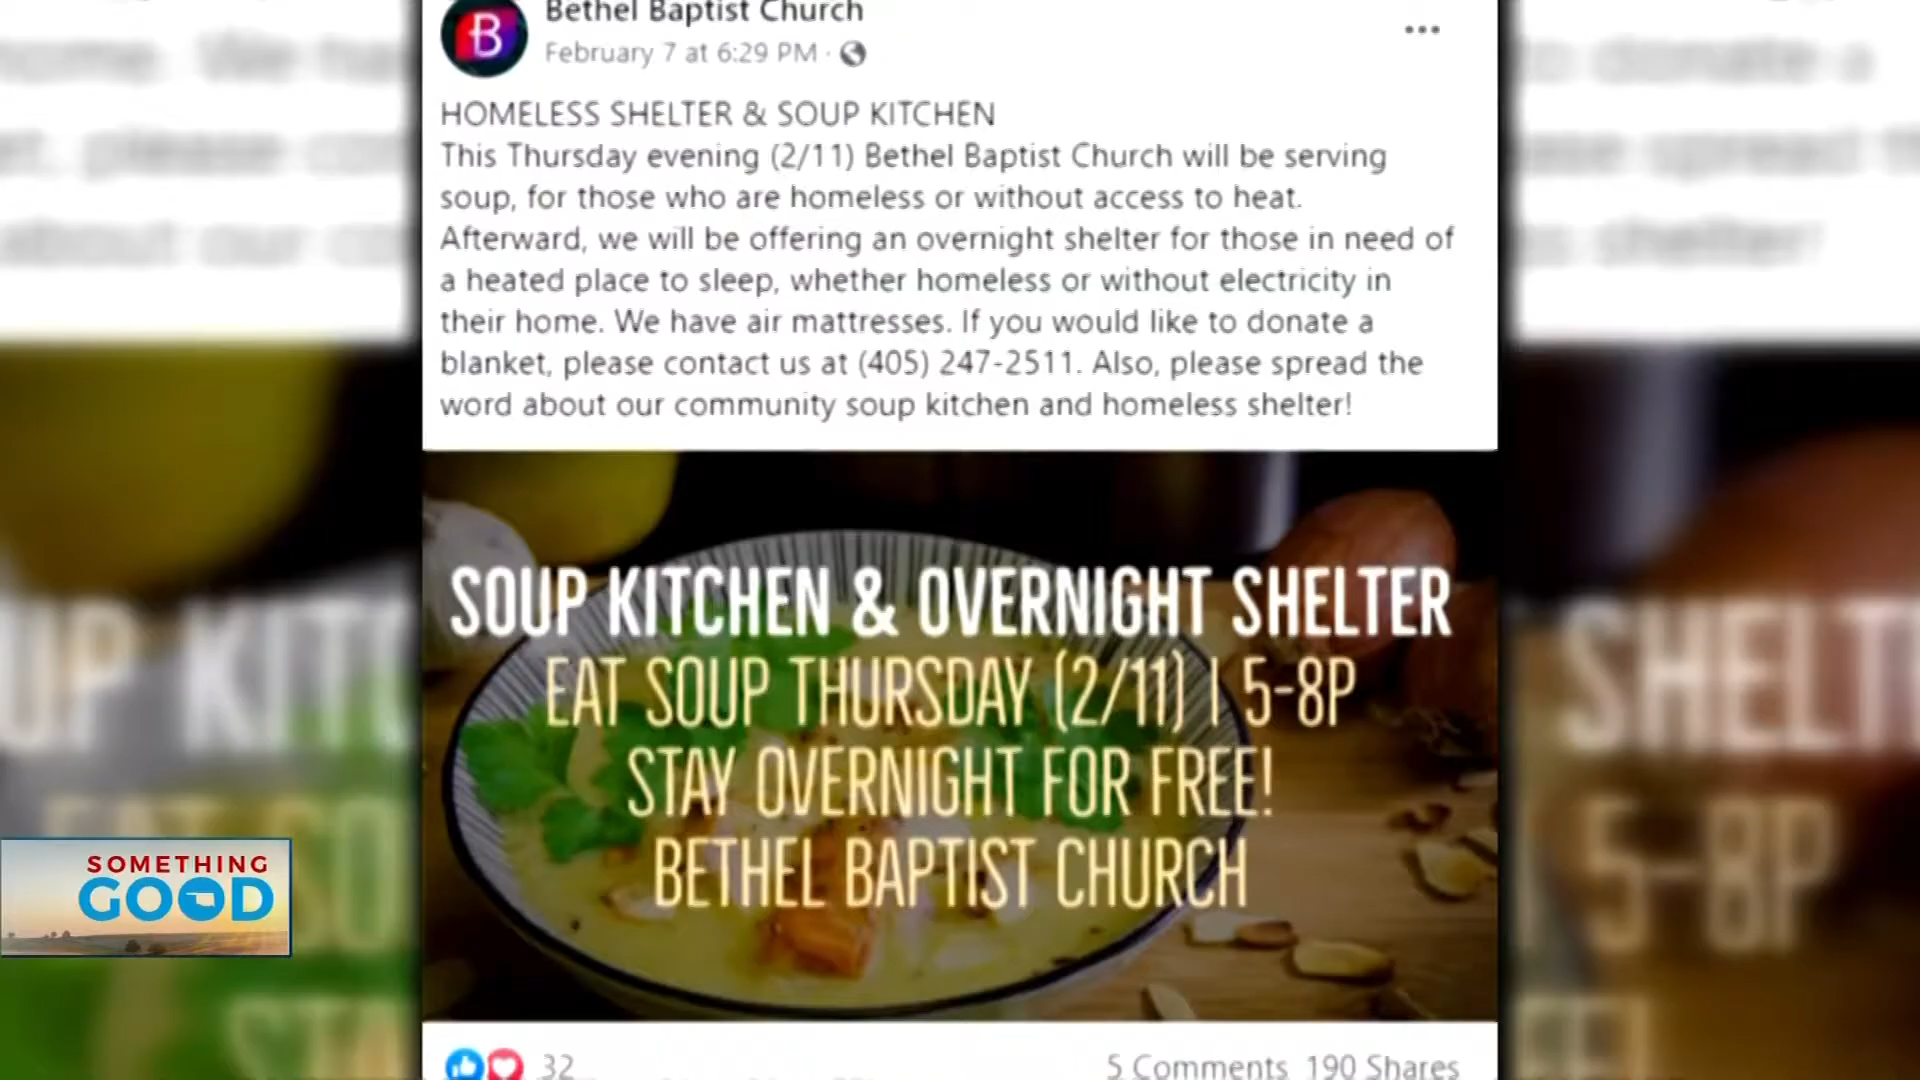 Bethel Baptist Church
February 7 at 6:29 PM ·
HOMELESS SHELTER & SOUP KITCHEN
This Thursday evening (2/11) Bethel Baptist Church will be serving
soup, for those who are homeless or without access to heat.
Afterward, we will be offering an overnight shelter for those in need of
a heated place to sleep, whether homeless or without electricity in
their home. We have air mattresses. If you would like to donate a
blanket, please contact us at (405) 247-2511. Also, please spread the
word about our community soup kitchen and homeless shelter!
SOUP KITCHEN & OVERNIGHT SHELTER
EAT SOUP THURSDAY (2/11) | 5-8P
STAY OVERNIGHT FOR FREE!
BETHEL BAPTIST CHURCH
SOMETHING
GOOD
32
5 Comments 190 Shares